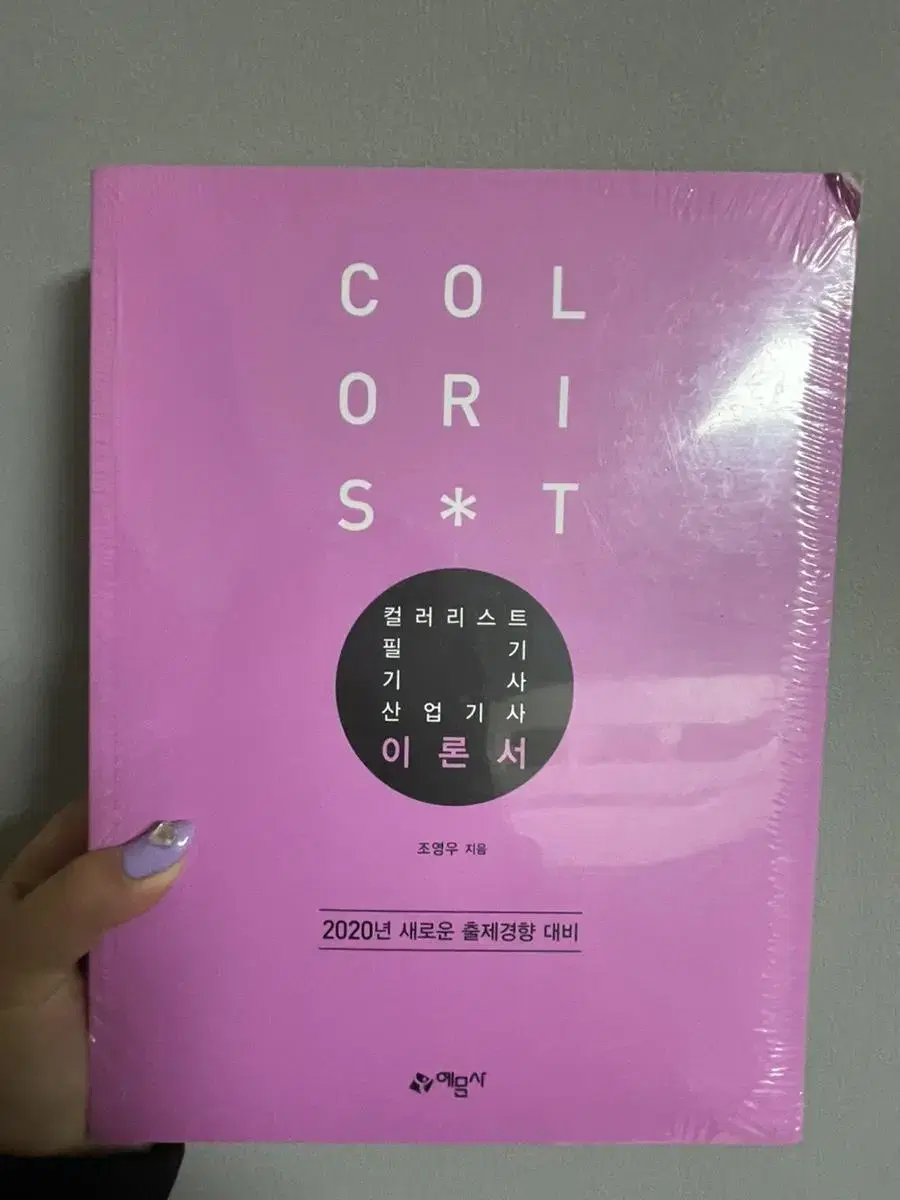 COL
ORI
S*T
컬러리스트
필기
기사
산업기사
이론서
조영우 지음
2020년 새로운 출제경향 대비
예문사